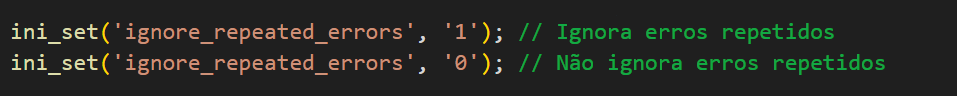 ini_set('ignore_repeated_errors', '1'); // Ignora erros repetidos
ini_set('ignore_repeated_errors', '0'); // Não ignora erros repetidos